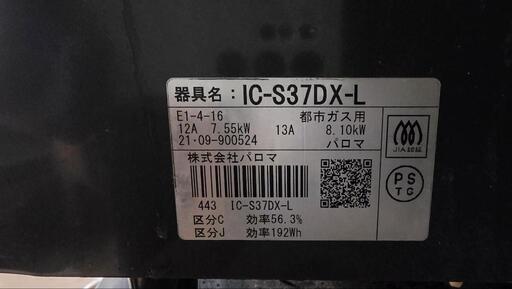 器具名：IC-S37DX-L
E1-4-16 都市ガス用
12A 7.55kW 13A 8.10kW
21･09-900524 パロマ
株式会社パロマ
443 IC-S37DX-L
区分C 効率56.3%
区分J 効率192Wh
JIA認証
PS
TG